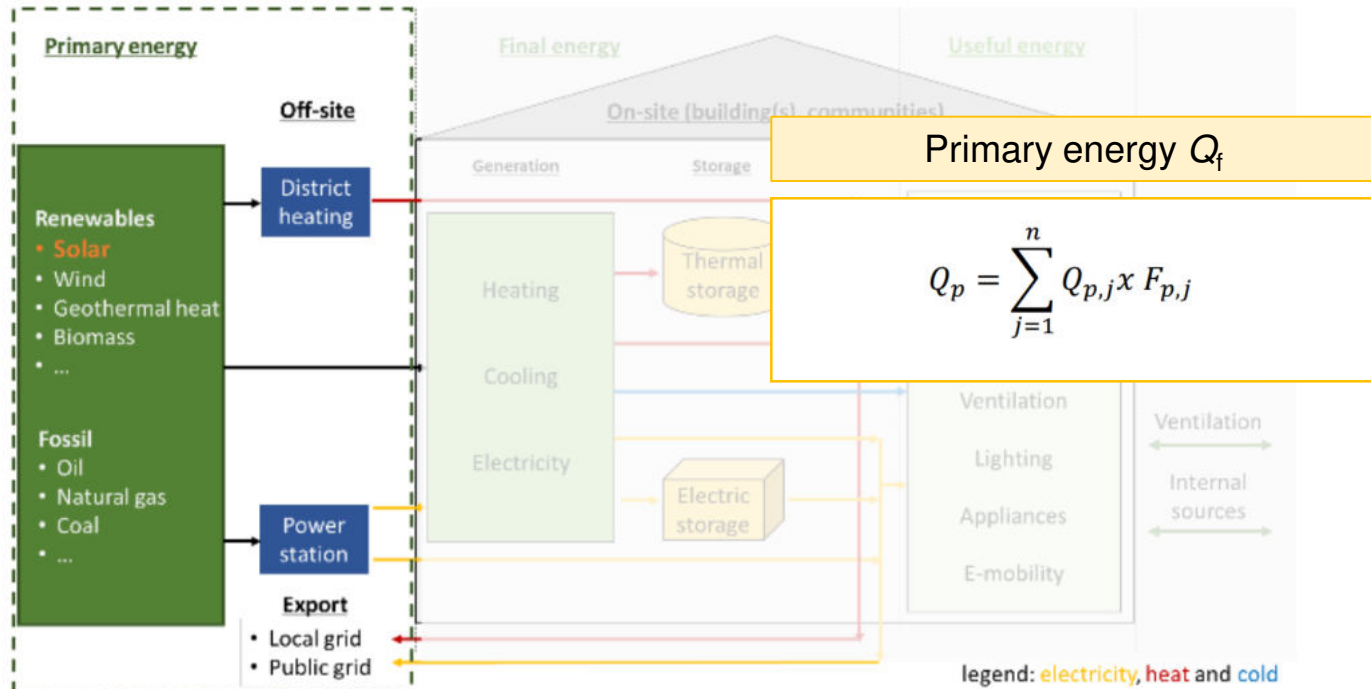 Primary energy
Off-site
District
heating
Renewables
• Solar
• Wind
• Geothermal heat
• Biomass
• ...
Fossil
• Oil
• Natural gas
• Coal
• ...
Power
station
Export
• Local grid
• Public grid
Final energy
Useful energy
On-site (building(s), communities)
Generation
Storage
Heating
Cooling
Electricity
Thermal
storage
Electric
storage
Primary energy Qf
Qp = ∑ j=1 n Qp,j x Fp,j
Ventilation
Lighting
Appliances
E-mobility
Ventilation
Internal
sources
legend: electricity, heat and cold